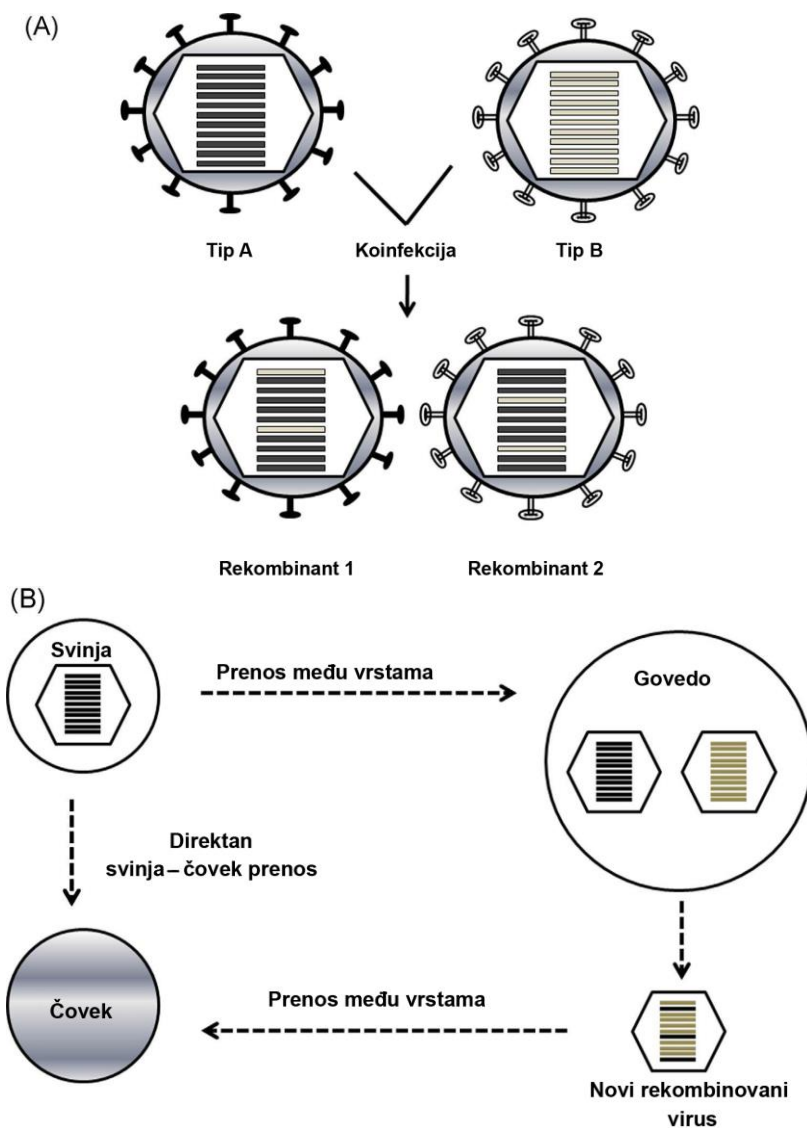 (A)
Tip A
Koinfekcija
Tip B
Rekombinant 1
Rekombinant 2
(B)
Svinja
Prenos među vrstama
Govedo
Direktan
svinja – čovek prenos
Čovek
Prenos među vrstama
Novi rekombinovani
virus